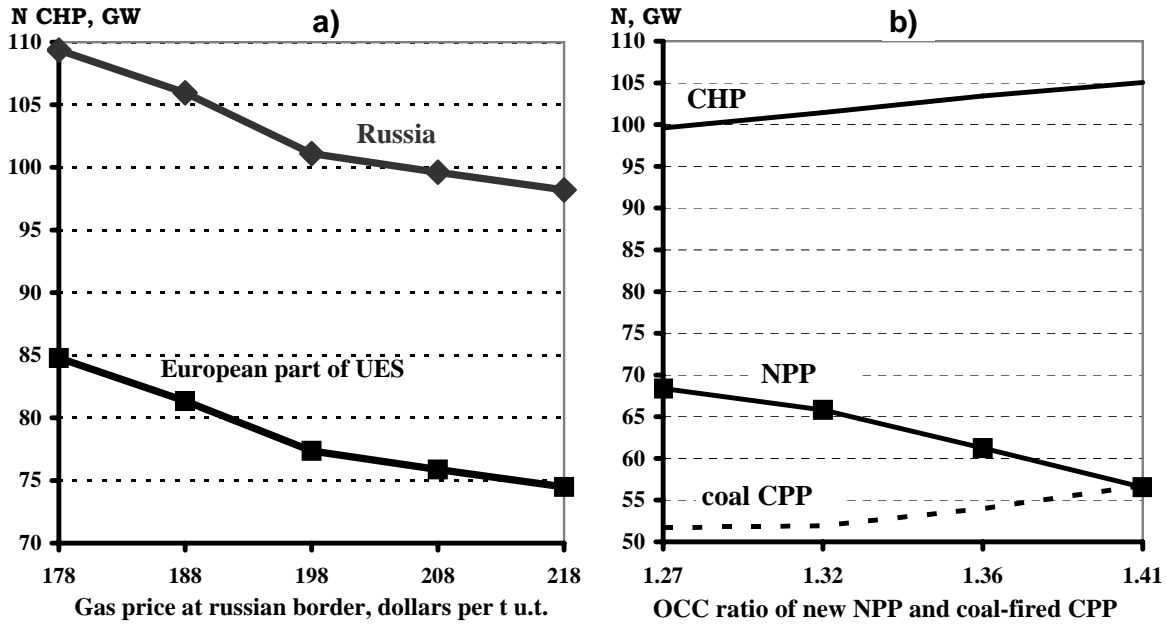 N CHP, GW
a)
110
105
100
95
90
85
80
75
70
Russia
European part of UES
178 188 198 208 218
Gas price at russian border, dollars per t u.t.
N, GW
b)
110
105
100
95
90
85
80
75
70
65
60
55
50
CHP
NPP
coal CPP
1.27 1.32 1.36 1.41
OCC ratio of new NPP and coal-fired CPP